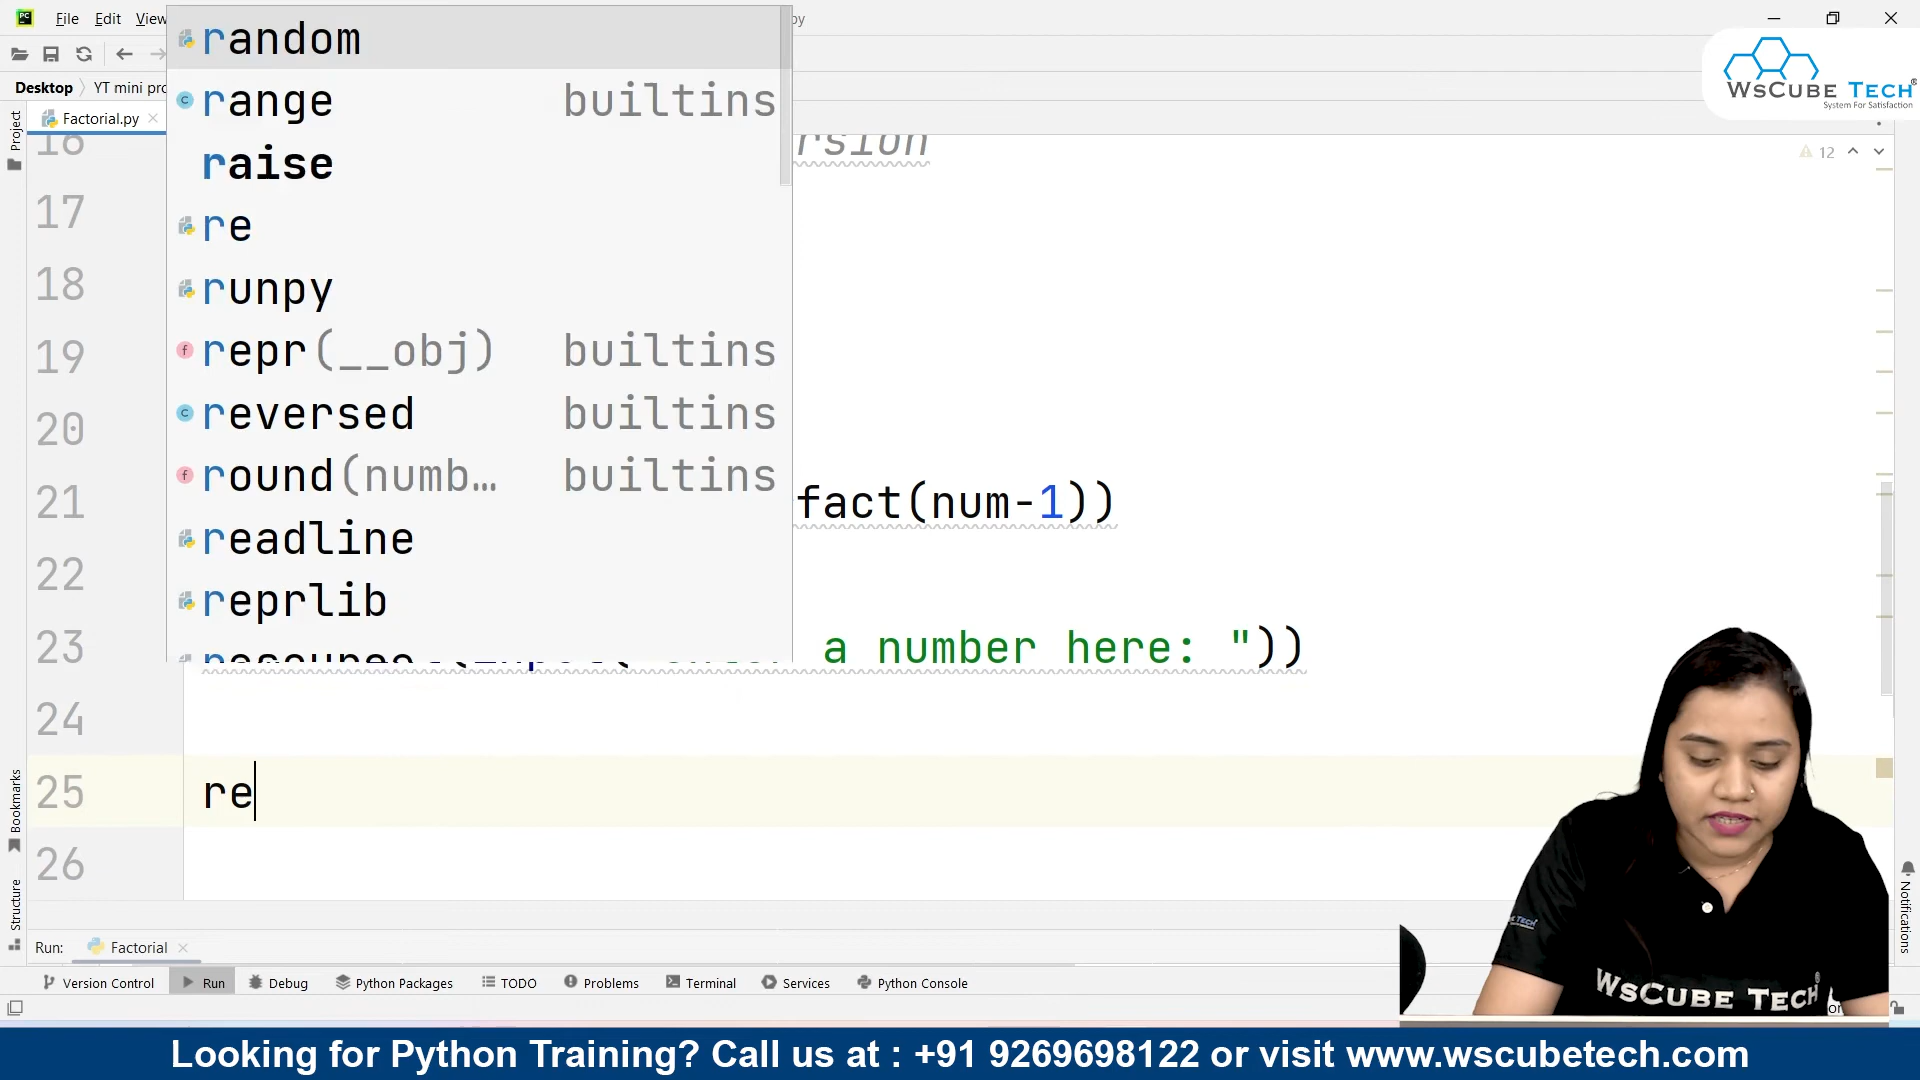 PC File Edit View py
WsCube Tech®
System For Satisfaction
Desktop YT mini pro
Factorial.py
Project
12
random
range builtins
raise
re
runpy
repr(__obj) builtins
reversed builtins
round(numb… builtins
readline
reprlib
16 rsion
17
18
19
20
21 fact(num-1))
22
23 a number here: "))
24
25 re
26
Bookmarks
Structure
Notifications
Run: Factorial
Version Control Run Debug Python Packages TODO Problems Terminal Services Python Console
WsCube Tech
Looking for Python Training? Call us at : +91 9269698122 or visit www.wscubetech.com